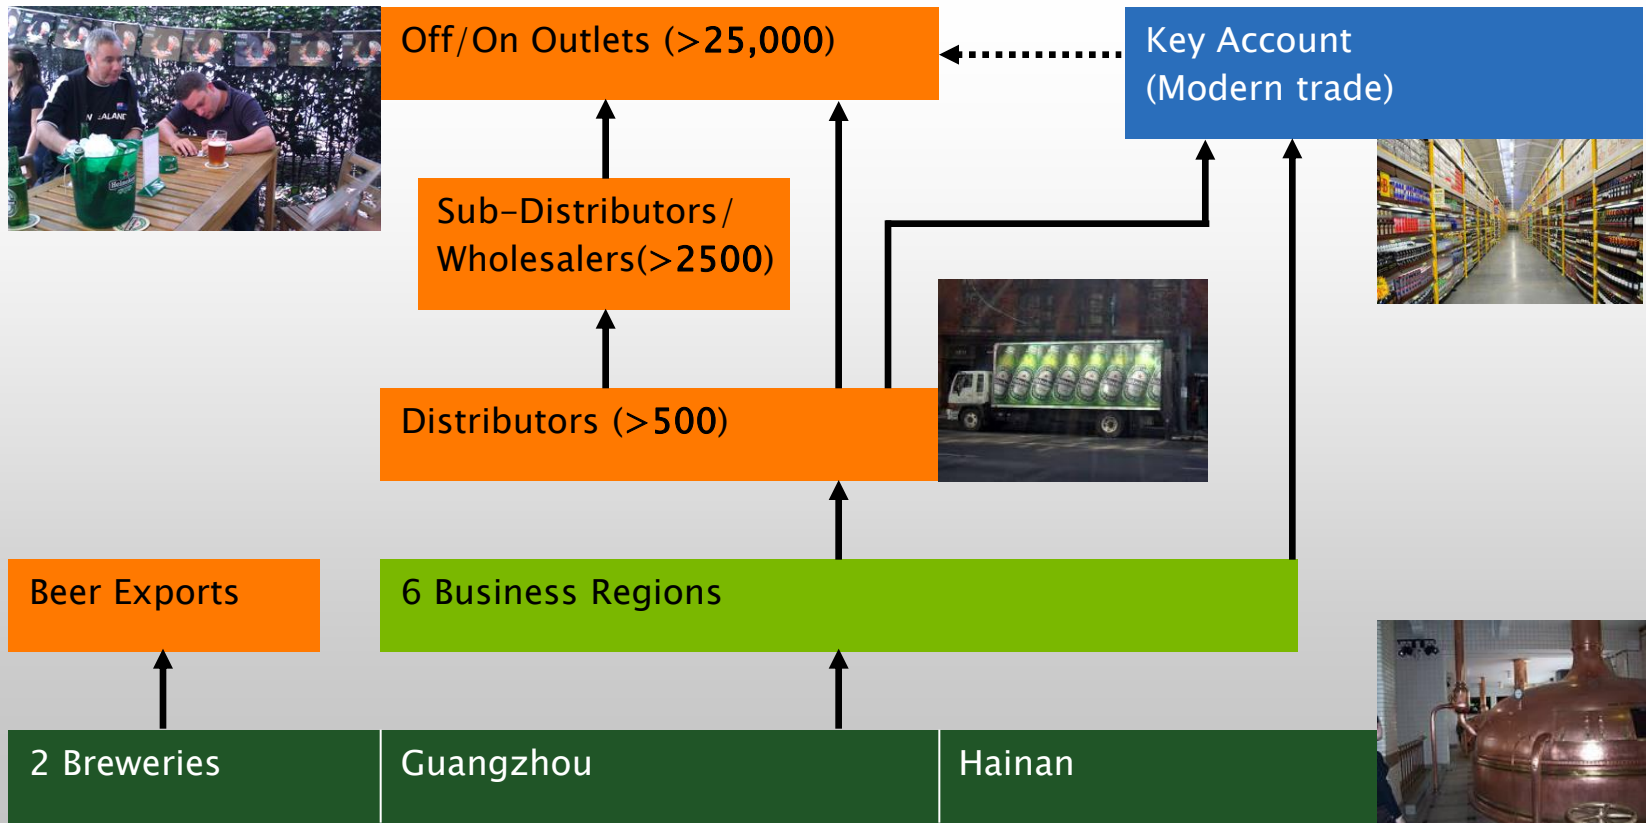 Off/On Outlets (>25,000)
Key Account
(Modern trade)
Sub-Distributors/
Wholesalers(>2500)
Distributors (>500)
Beer Exports
6 Business Regions
2 Breweries
Guangzhou
Hainan
Heineken